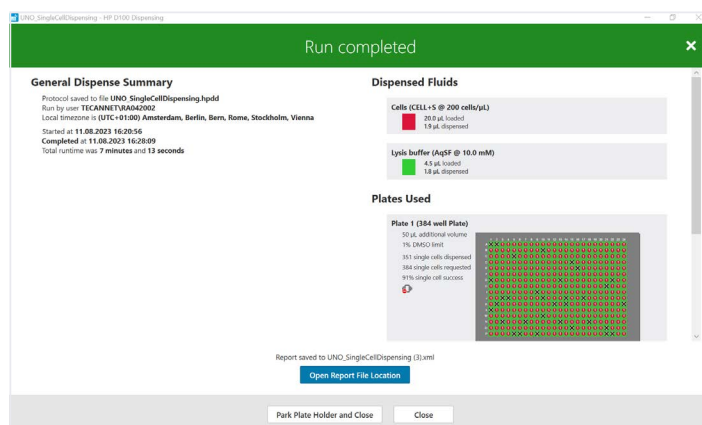 UNO_SingleCellDispensing - HP D100 Dispensing
Run completed
General Dispense Summary
Protocol saved to file UNO_SingleCellDispensing.hpdd
Run by user TECANNET\RA042002
Local timezone is (UTC+01:00) Amsterdam, Berlin, Bern, Rome, Stockholm, Vienna
Started at 11.08.2023 16:20:56
Completed at 11.08.2023 16:28:09
Total runtime was 7 minutes and 13 seconds
Dispensed Fluids
Cells (CELL+S @ 200 cells/µL)
20.0 µL loaded
1.9 µL dispensed
Lysis buffer (AqSF @ 10.0 mM)
4.5 µL loaded
1.8 µL dispensed
Plates Used
Plate 1 (384 well Plate)
50 µL additional volume
1% DMSO limit
351 single cells dispensed
384 single cells requested
91% single cell success
Report saved to UNO_SingleCellDispensing (3).xml
Open Report File Location
Park Plate Holder and Close
Close